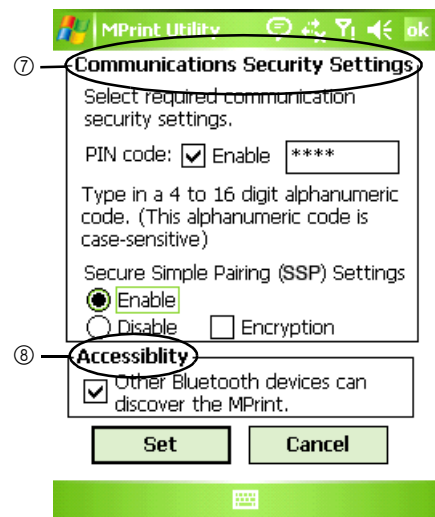 MPrint Utility ok
⑦ Communications Security Settings
Select required communication
security settings.
PIN code: Enable ****
Type in a 4 to 16 digit alphanumeric
code. (This alphanumeric code is
case-sensitive)
Secure Simple Pairing (SSP) Settings
Enable
Disable Encryption
⑧ Accessiblity
Other Bluetooth devices can
discover the MPrint.
Set Cancel